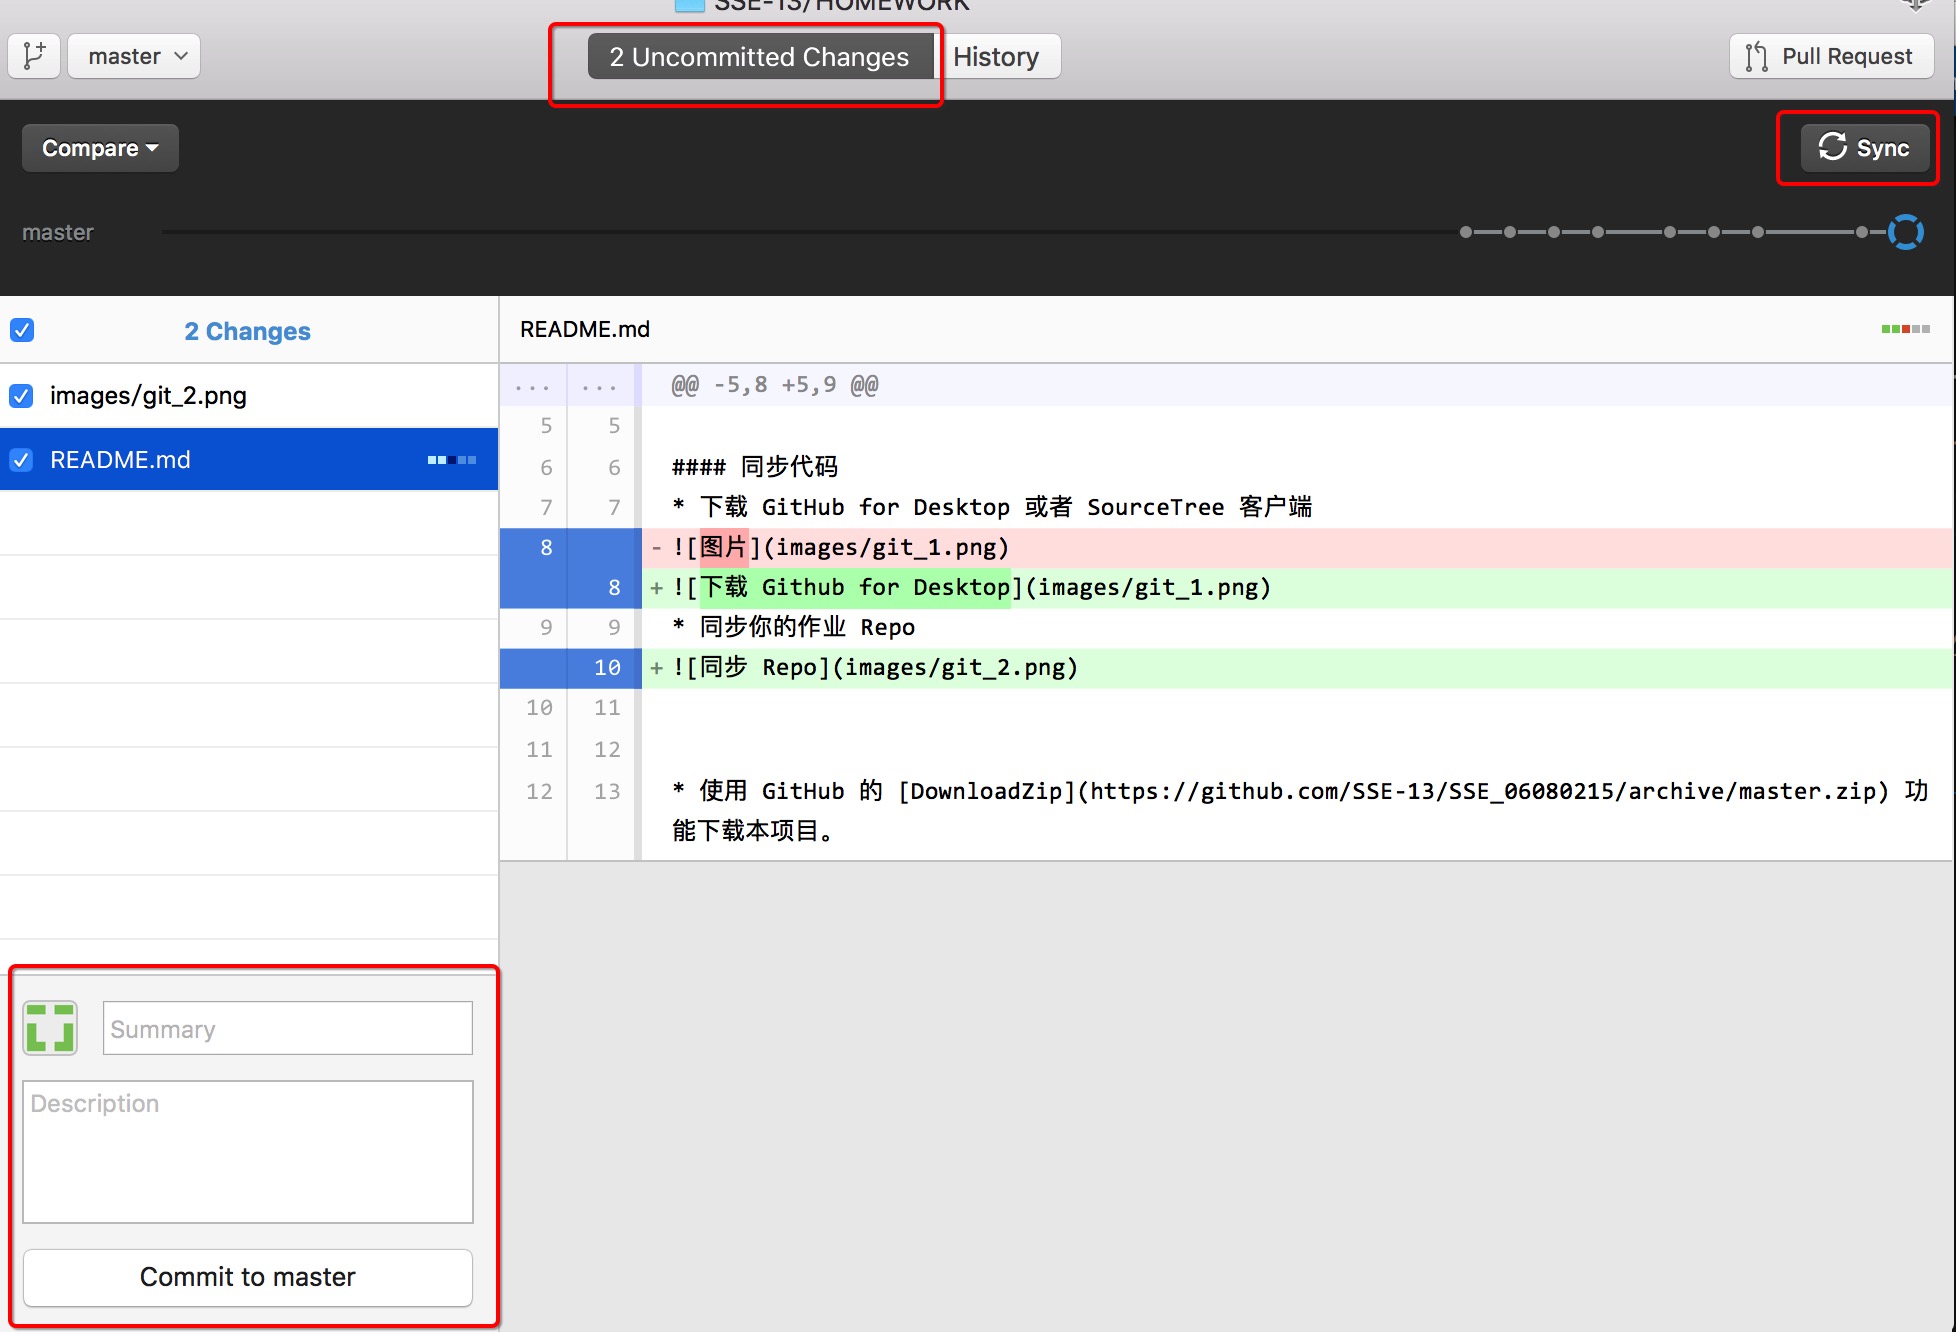 SSE-13/HOMEWORK
master
2 Uncommitted Changes
History
Pull Request
Compare
Sync
master
2 Changes
README.md
images/git_2.png
README.md
... ... @@ -5,8 +5,9 @@
5 5
6 6 #### 同步代码
7 7 * 下载 GitHub for Desktop 或者 SourceTree 客户端
8 - ![图片](images/git_1.png)
8 + ![下载 Github for Desktop](images/git_1.png)
9 9 * 同步你的作业 Repo
10 + ![同步 Repo](images/git_2.png)
10 11
11 12
12 13 * 使用 GitHub 的 [DownloadZip](https://github.com/SSE-13/SSE_06080215/archive/master.zip) 功
能下载本项目。
Summary
Description
Commit to master